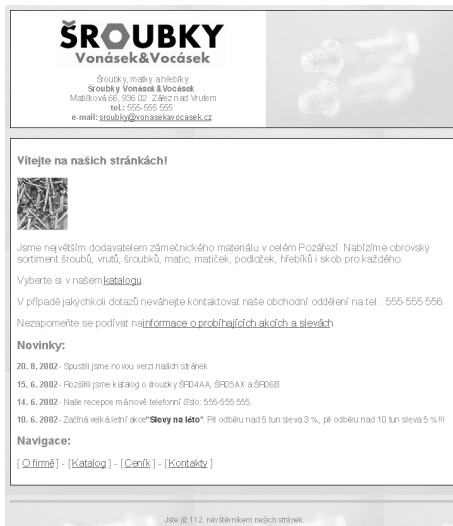 ŠROUBKY
Vonásek&Vocásek
Šroubky, matky a hřebíky
Šroubky Vonásek&Vocásek
Matičková 66, 936 02 Zářez nad Vrutem
tel.: 555-555 555
e-mail: sroubky@vonasekavocasek.cz
Vítejte na našich stránkách!
Jsme největším dodavatelem zámečnického materiálu v celém Pozářezí. Nabízíme obrovský
sortiment šroubů, vrutů, šroubků, matic, matiček, podložek, hřebíků i skob pro každého.
Vyberte si v našem katalogu.
V případě jakýchkoli dotazů neváhejte kontaktovat naše obchodní oddělení na tel.: 555-555 556.
Nezapomeňte se podívat na informace o probíhajících akcích a slevách.
Novinky:
20. 8. 2002 - Spustili jsme novou verzi našich stránek
15. 6. 2002 - Rozšířili jsme katalog o šroubky ŠR04AA, ŠR05AX a ŠR06B
14. 6. 2002 - Naše recepce má nové telefonní číslo: 555-555 555.
10. 6. 2002 - Začíná velká letní akce "Slevy na léto". Při odběru nad 5 tun sleva 3 %, při odběru nad 10 tun sleva 5 %!!!
Navigace:
[ O firmě ] - [ Katalog ] - [ Ceník ] - [ Kontakty ]
Jste již 112. návštěvníkem našich stránek